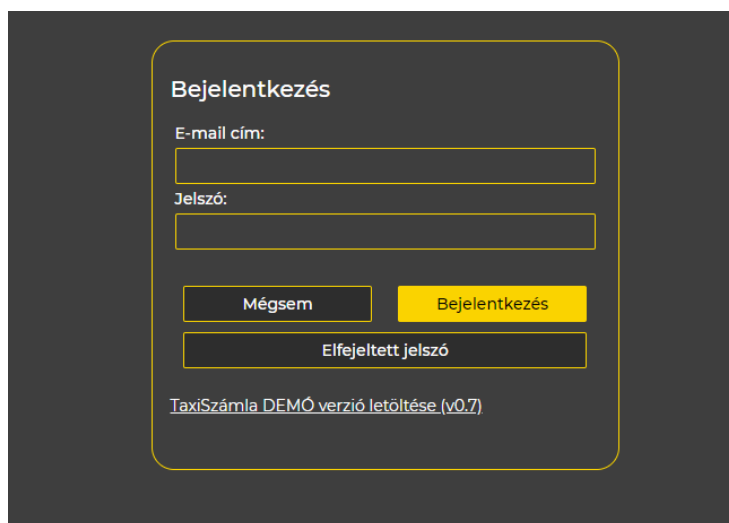 Bejelentkezés
E-mail cím:
Jelszó:
Mégsem
Bejelentkezés
Elfejeltett jelszó
TaxiSzámla DEMÓ verzió letöltése (v0.7)